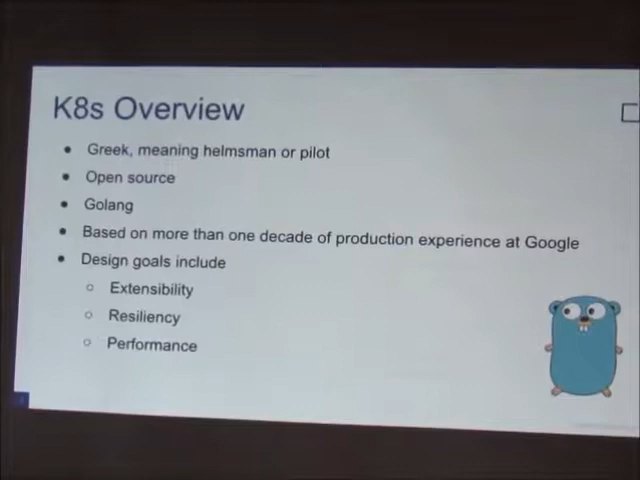 K8s Overview
Greek, meaning helmsman or pilot
Open source
Golang
Based on more than one decade of production experience at Google
Design goals include
Extensibility
Resiliency
Performance